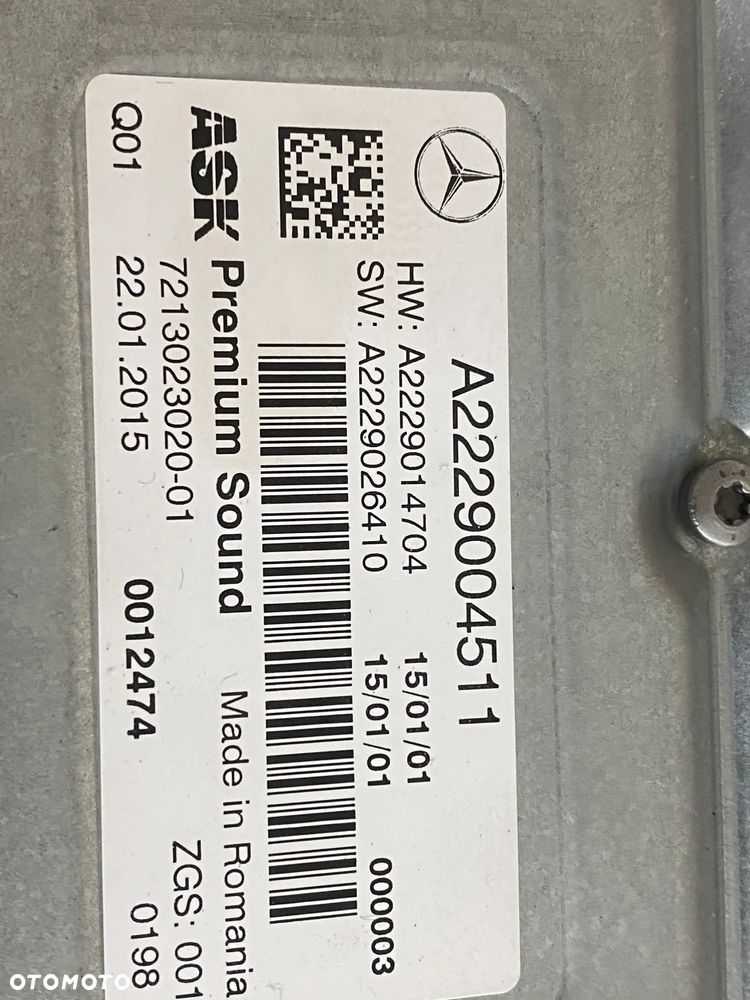 A2229004511
HW: A2229014704 15/01/01
SW: A2229026410 15/01/01 000003
ASK Premium Sound Made in Romania
7213023020-01 ZGS: 001
Q01 22.01.2015 0012474 0198
OTOMOTO